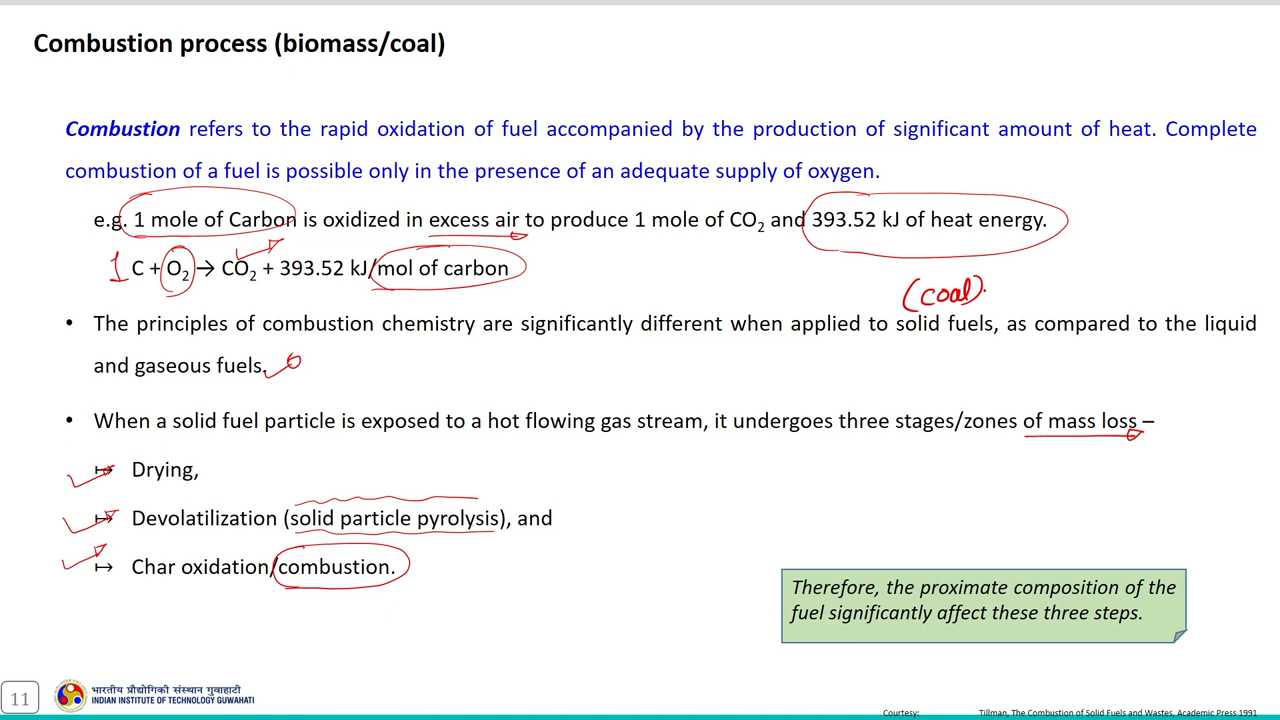 Combustion process (biomass/coal)
Combustion refers to the rapid oxidation of fuel accompanied by the production of significant amount of heat. Complete
combustion of a fuel is possible only in the presence of an adequate supply of oxygen.
e.g. 1 mole of Carbon is oxidized in excess air to produce 1 mole of CO₂ and 393.52 kJ of heat energy.
1 C + O₂ → CO₂ + 393.52 kJ/mol of carbon
(coal).
• The principles of combustion chemistry are significantly different when applied to solid fuels, as compared to the liquid
and gaseous fuels.
• When a solid fuel particle is exposed to a hot flowing gas stream, it undergoes three stages/zones of mass loss –
↦ Drying,
↦ Devolatilization (solid particle pyrolysis), and
↦ Char oxidation/combustion.
Therefore, the proximate composition of the
fuel significantly affect these three steps.
11
भारतीय प्रौद्योगिकी संस्थान गुवाहाटी
INDIAN INSTITUTE OF TECHNOLOGY GUWAHATI
Courtesy: Tillman, The Combustion of Solid Fuels and Wastes, Academic Press 1991